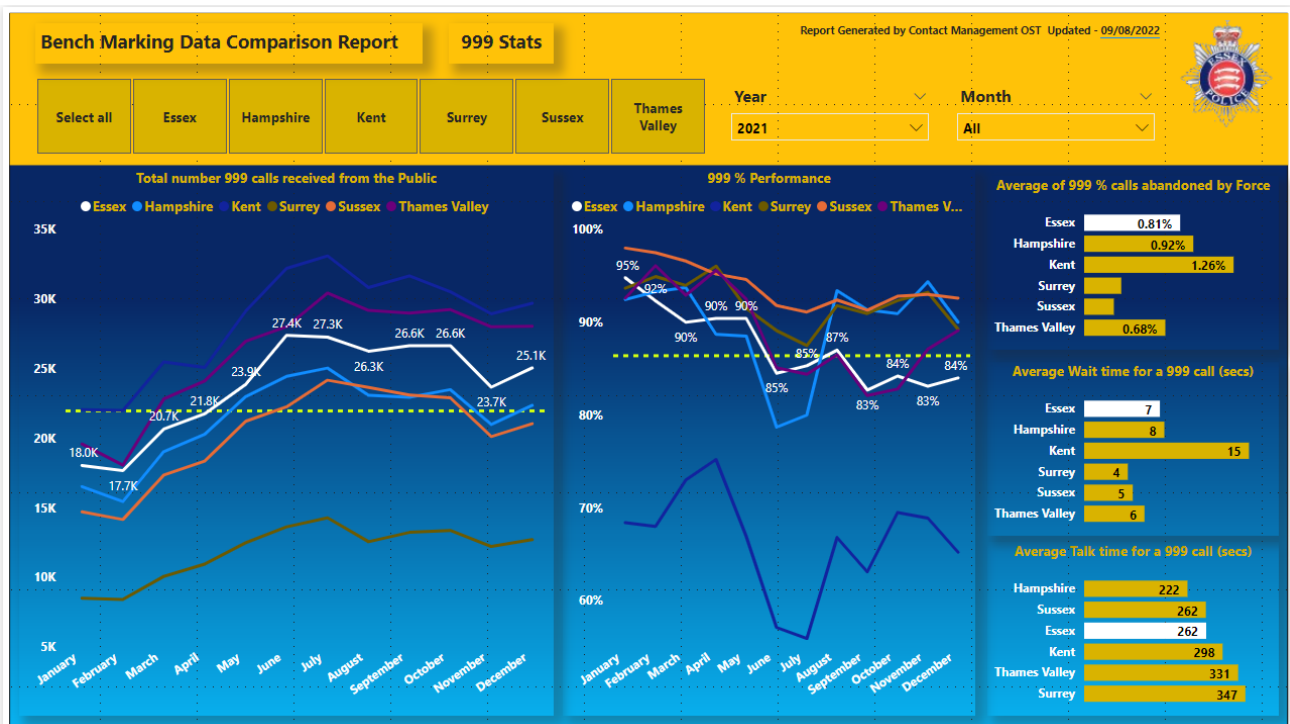 Bench Marking Data Comparison Report
999 Stats
Report Generated by Contact Management OST Updated - 09/08/2022
ESSEX
POLICE
Select all
Essex
Hampshire
Kent
Surrey
Sussex
Thames
Valley
Year
2021
Month
All
Total number 999 calls received from the Public
Essex Hampshire Kent Surrey Sussex Thames Valley
35K
30K
25K
20K
15K
10K
5K
18.0K
17.7K
20.7K
21.8K
23.9K
27.4K
27.3K
26.3K
26.6K
26.6K
23.7K
25.1K
January
February
March
April
May
June
July
August
September
October
November
December
999 % Performance
Essex Hampshire Kent Surrey Sussex Thames V...
100%
90%
80%
70%
60%
95%
92%
90%
90%
90%
85%
85%
87%
83%
84%
83%
84%
January
February
March
April
May
June
July
August
September
October
November
December
Average of 999 % calls abandoned by Force
Essex 0.81%
Hampshire 0.92%
Kent 1.26%
Surrey
Sussex
Thames Valley 0.68%
Average Wait time for a 999 call (secs)
Essex 7
Hampshire 8
Kent 15
Surrey 4
Sussex 5
Thames Valley 6
Average Talk time for a 999 call (secs)
Hampshire 222
Sussex 262
Essex 262
Kent 298
Thames Valley 331
Surrey 347